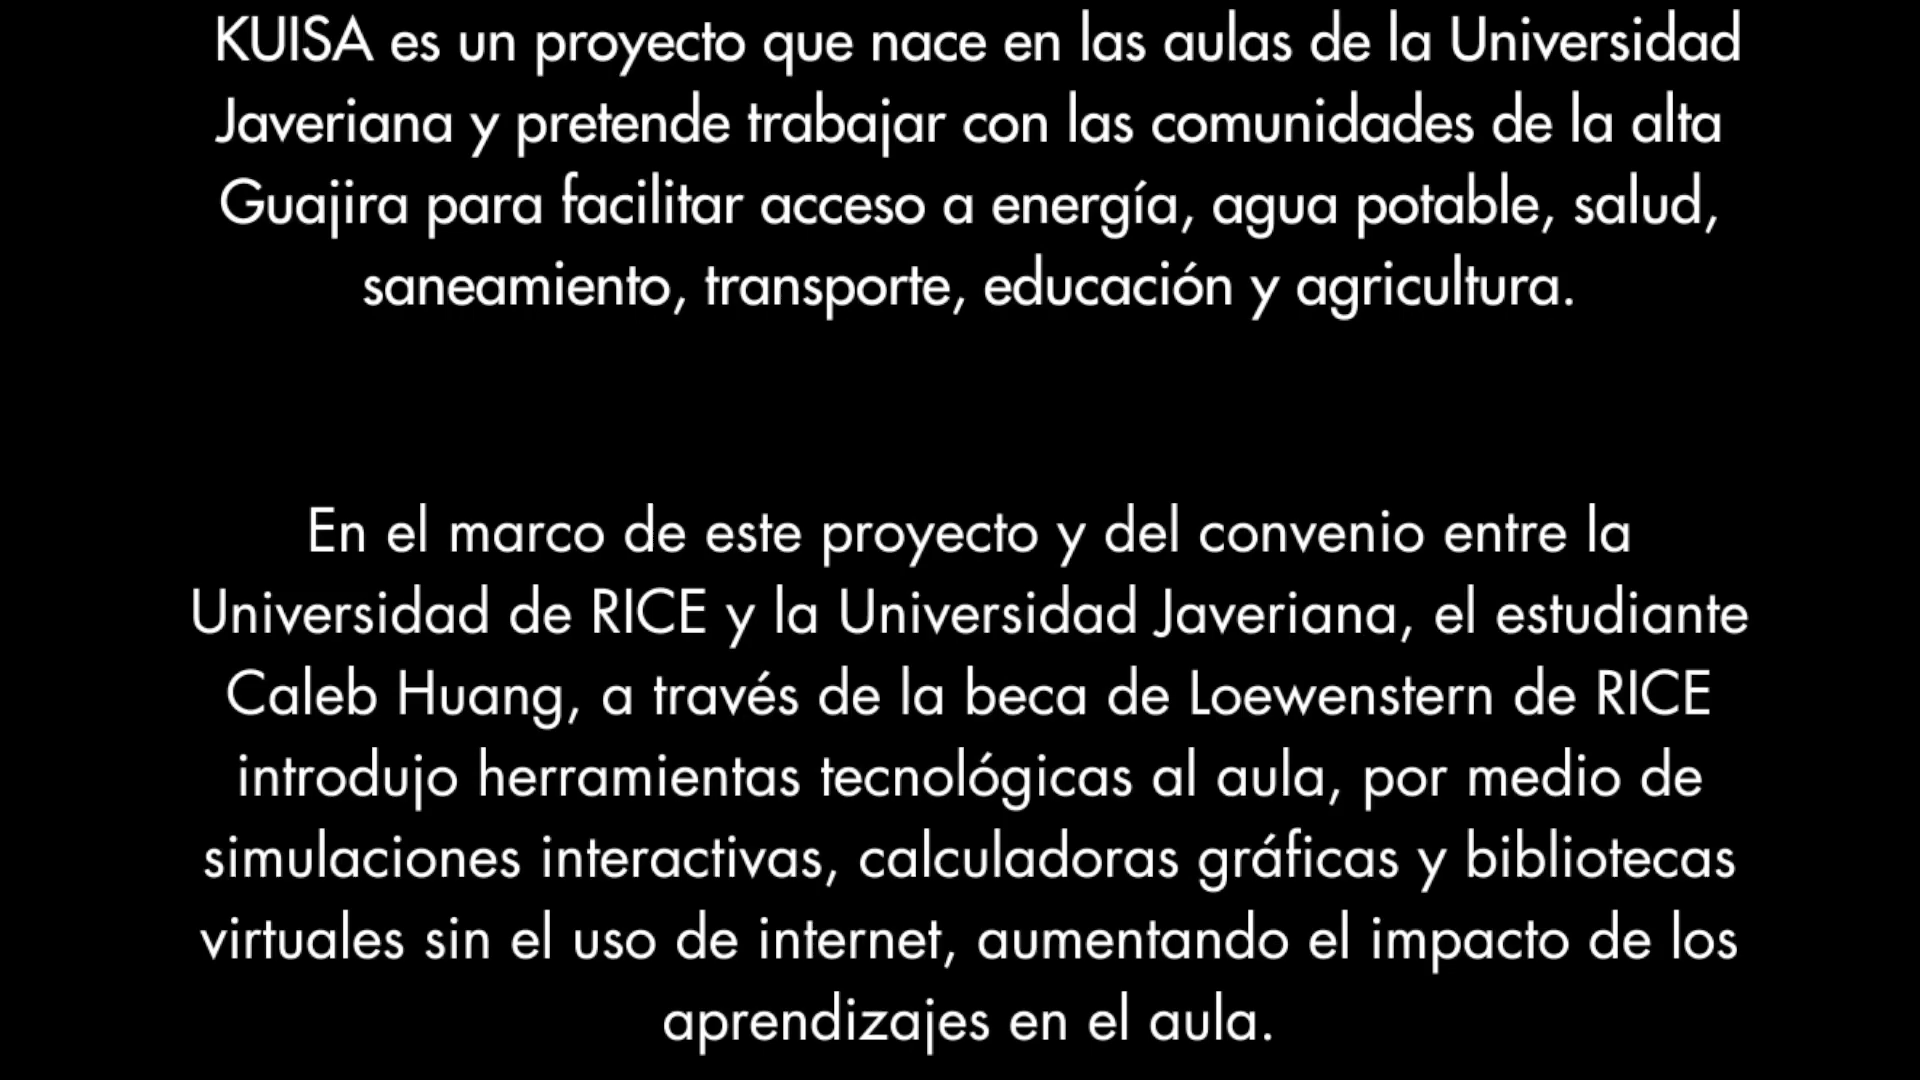 KUISA es un proyecto que nace en las aulas de la Universidad
Javeriana y pretende trabajar con las comunidades de la alta
Guajira para facilitar acceso a energía, agua potable, salud,
saneamiento, transporte, educación y agricultura.
En el marco de este proyecto y del convenio entre la
Universidad de RICE y la Universidad Javeriana, el estudiante
Caleb Huang, a través de la beca de Loewenstern de RICE
introdujo herramientas tecnológicas al aula, por medio de
simulaciones interactivas, calculadoras gráficas y bibliotecas
virtuales sin el uso de internet, aumentando el impacto de los
aprendizajes en el aula.